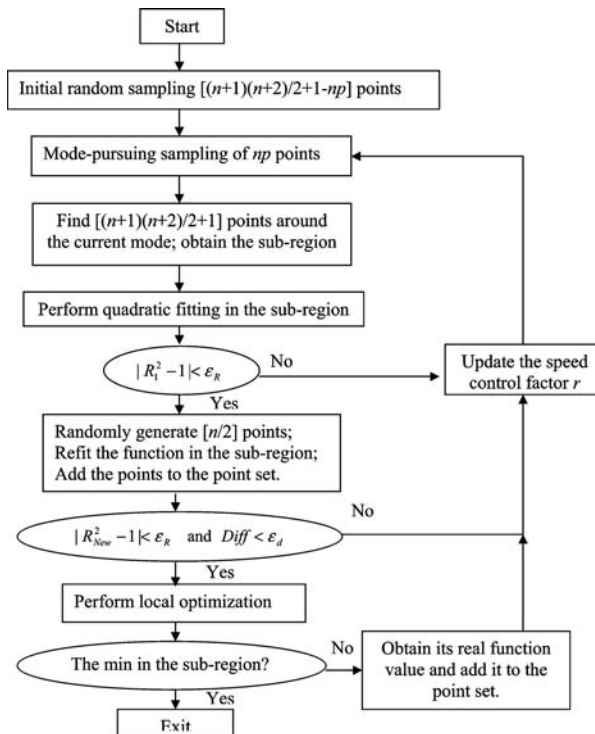 Start
Initial random sampling [(n+1)(n+2)/2+1-np] points
Mode-pursuing sampling of np points
Find [(n+1)(n+2)/2+1] points around
the current mode; obtain the sub-region
Perform quadratic fitting in the sub-region
| R₁² −1|< ε_R
No
Update the speed
control factor r
Yes
Randomly generate [n/2] points;
Refit the function in the sub-region;
Add the points to the point set.
| R²_New −1|< ε_R and Diff < ε_d
No
Yes
Perform local optimization
The min in the sub-region?
No
Obtain its real function
value and add it to the
point set.
Yes
Exit